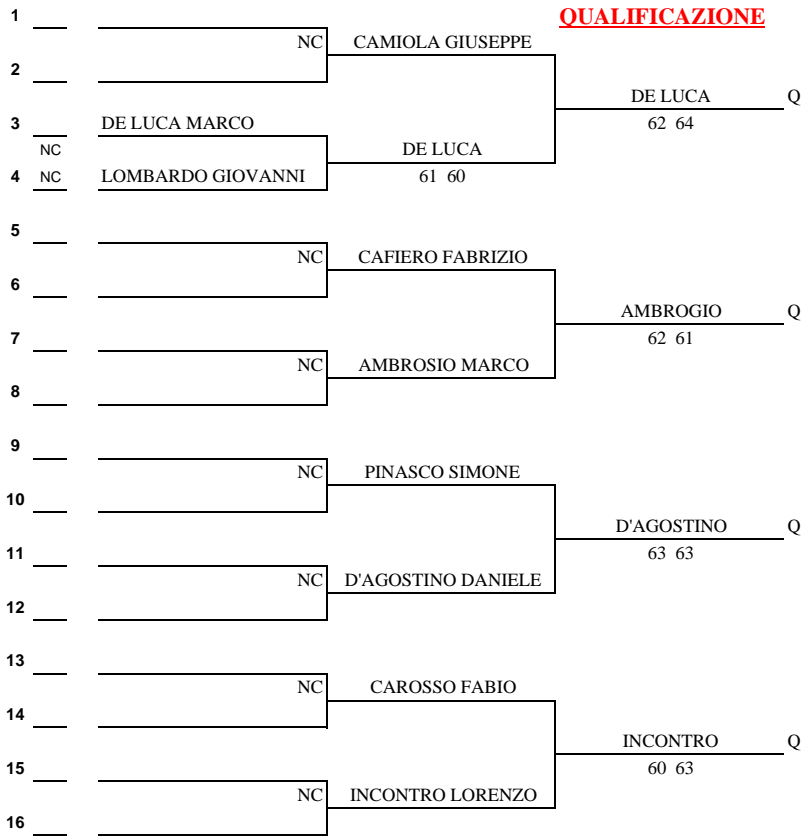 QUALIFICAZIONE
1
NC CAMIOLA GIUSEPPE
2
DE LUCA Q
3 DE LUCA MARCO
62 64
NC DE LUCA
4 NC LOMBARDO GIOVANNI 61 60
5
NC CAFIERO FABRIZIO
6
AMBROGIO Q
7
62 61
NC AMBROSIO MARCO
8
9
NC PINASCO SIMONE
10
D'AGOSTINO Q
11
63 63
NC D'AGOSTINO DANIELE
12
13
NC CAROSSO FABIO
14
INCONTRO Q
15
60 63
NC INCONTRO LORENZO
16